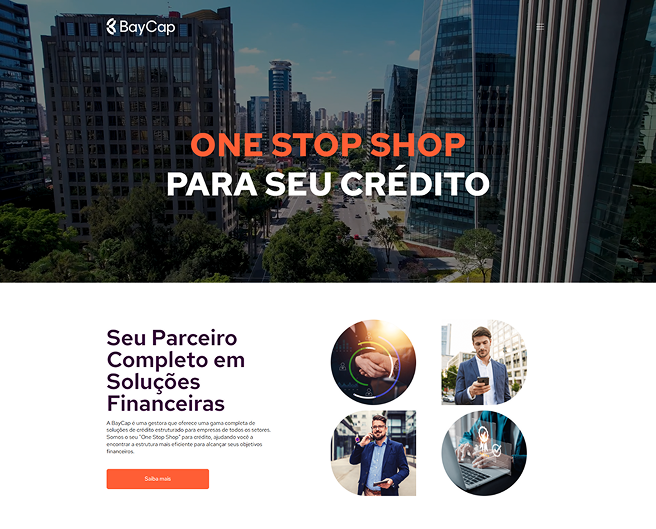 BayCap
ONE STOP SHOP
PARA SEU CRÉDITO
Seu Parceiro
Completo em
Soluções
Financeiras
A BayCap é uma gestora que oferece uma gama completa de
soluções de crédito estruturado para empresas de todos os setores.
Somos o seu "One Stop Shop" para crédito, ajudando você a
encontrar a estrutura mais eficiente para alcançar seus objetivos
financeiros.
Saiba mais